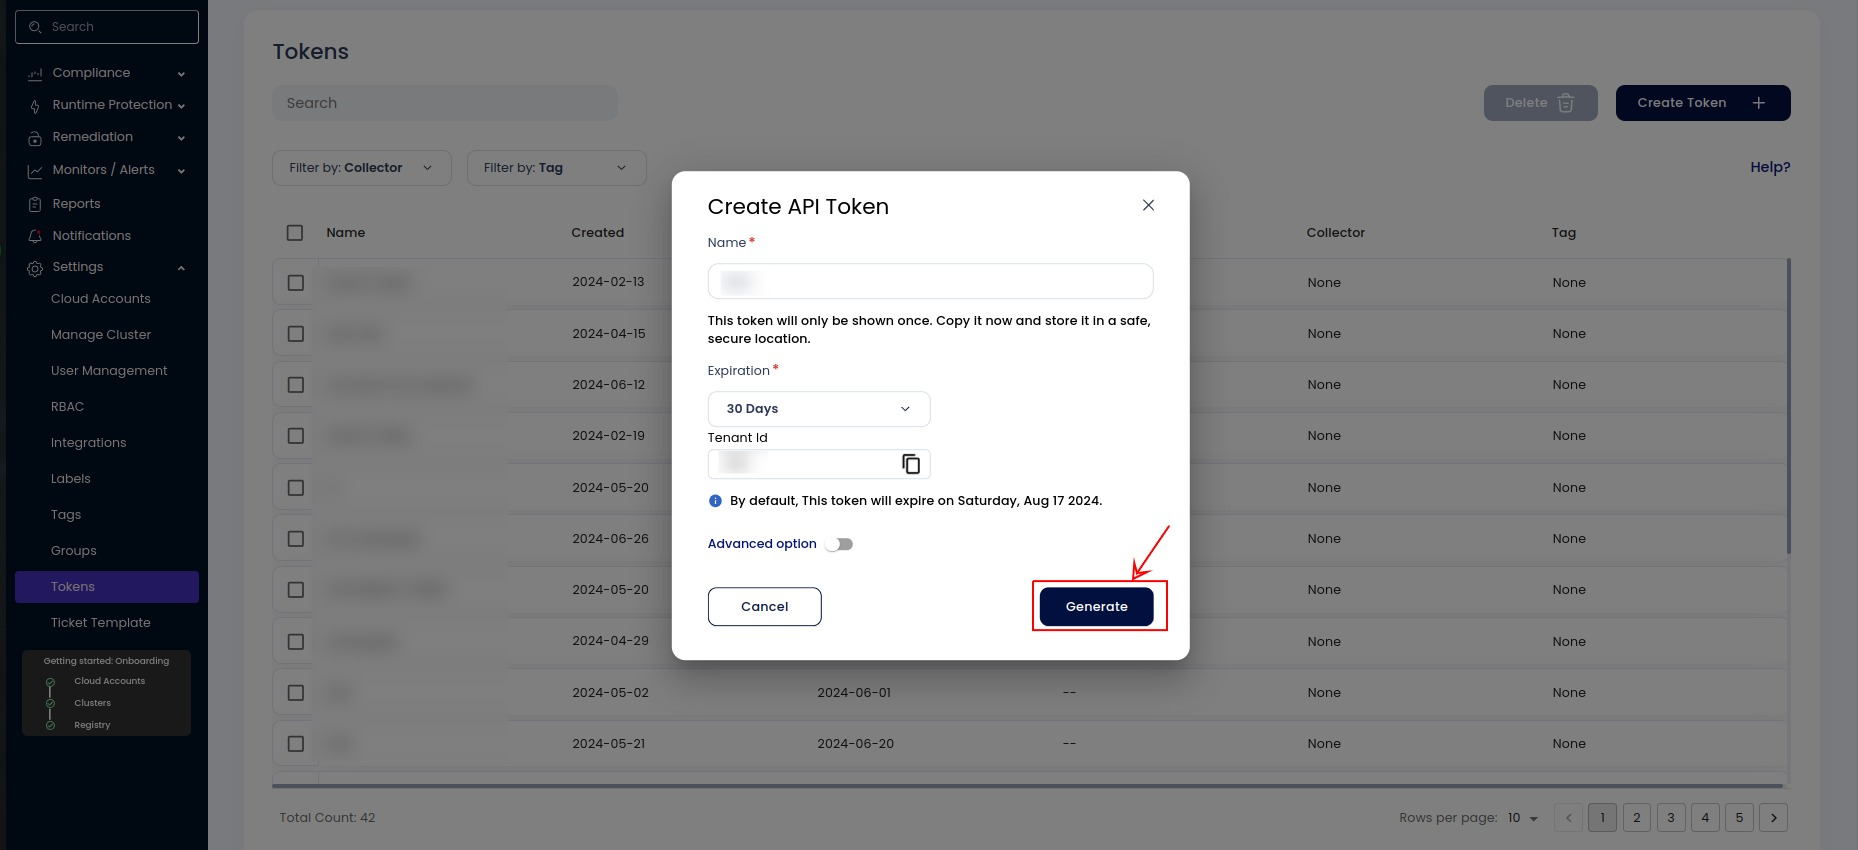 Search
Compliance
Runtime Protection
Remediation
Monitors / Alerts
Reports
Notifications
Settings
Cloud Accounts
Manage Cluster
User Management
RBAC
Integrations
Labels
Tags
Groups
Tokens
Ticket Template
Getting started: Onboarding
Cloud Accounts
Clusters
Registry
Tokens
Search
Delete
Create Token
Filter by: Collector
Filter by: Tag
Help?
Name Created Collector Tag
2024-02-13 None None
2024-04-15 None None
2024-06-12 None None
2024-02-19 None None
2024-05-20 None None
2024-06-26 None None
2024-05-20 None None
2024-04-29 None None
2024-05-02 2024-06-01 -- None None
2024-05-21 2024-06-20 -- None None
Total Count: 42
Rows per page: 10
1 2 3 4 5
Create API Token
Name *
This token will only be shown once. Copy it now and store it in a safe,
secure location.
Expiration *
30 Days
Tenant Id
By default, This token will expire on Saturday, Aug 17 2024.
Advanced option
Cancel
Generate